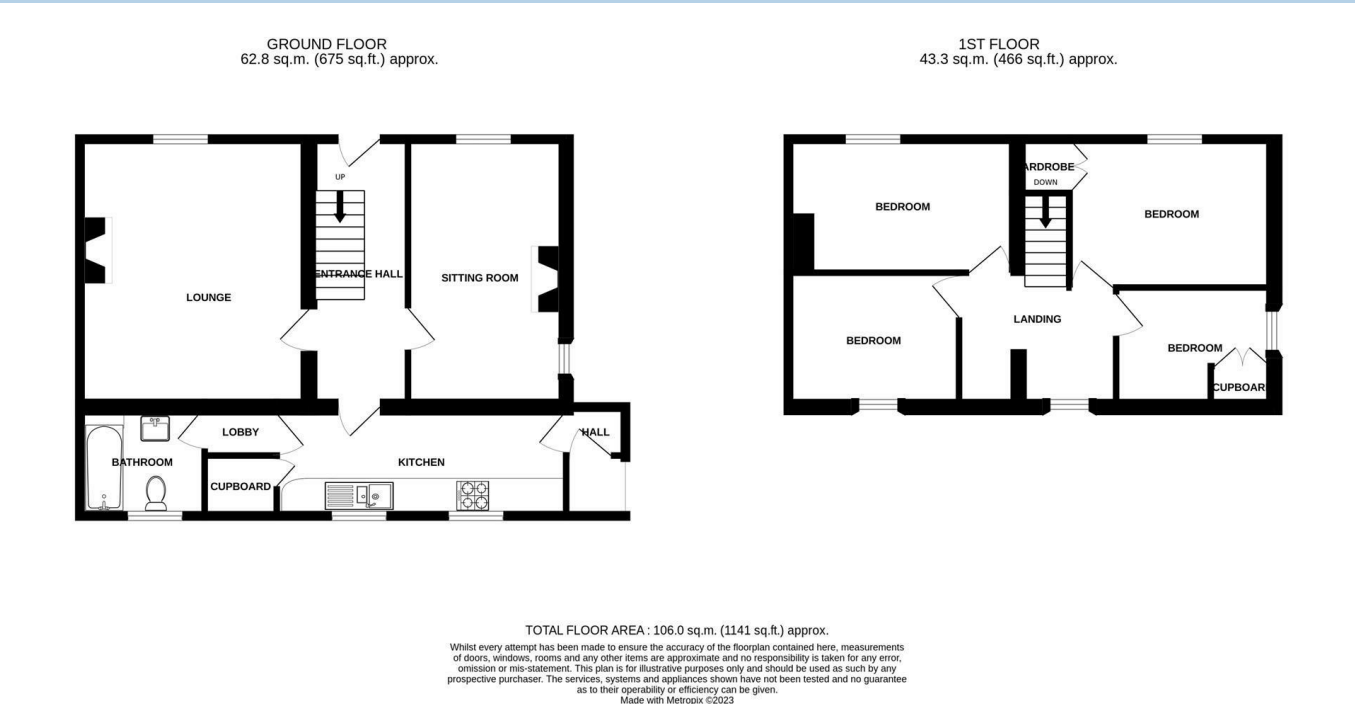 GROUND FLOOR
62.8 sq.m. (675 sq.ft.) approx.
1ST FLOOR
43.3 sq.m. (466 sq.ft.) approx.
UP
ENTRANCE HALL
SITTING ROOM
LOUNGE
LOBBY
HALL
BATHROOM
KITCHEN
CUPBOARD
ARDROBE
DOWN
BEDROOM
BEDROOM
LANDING
BEDROOM
BEDROOM
CUPBOAR
TOTAL FLOOR AREA : 106.0 sq.m. (1141 sq.ft.) approx.
Whilst every attempt has been made to ensure the accuracy of the floorplan contained here, measurements
of doors, windows, rooms and any other items are approximate and no responsibility is taken for any error,
omission or mis-statement. This plan is for illustrative purposes only and should be used as such by any
prospective purchaser. The services, systems and appliances shown have not been tested and no guarantee
as to their operability or efficiency can be given.
Made with Metropix ©2023